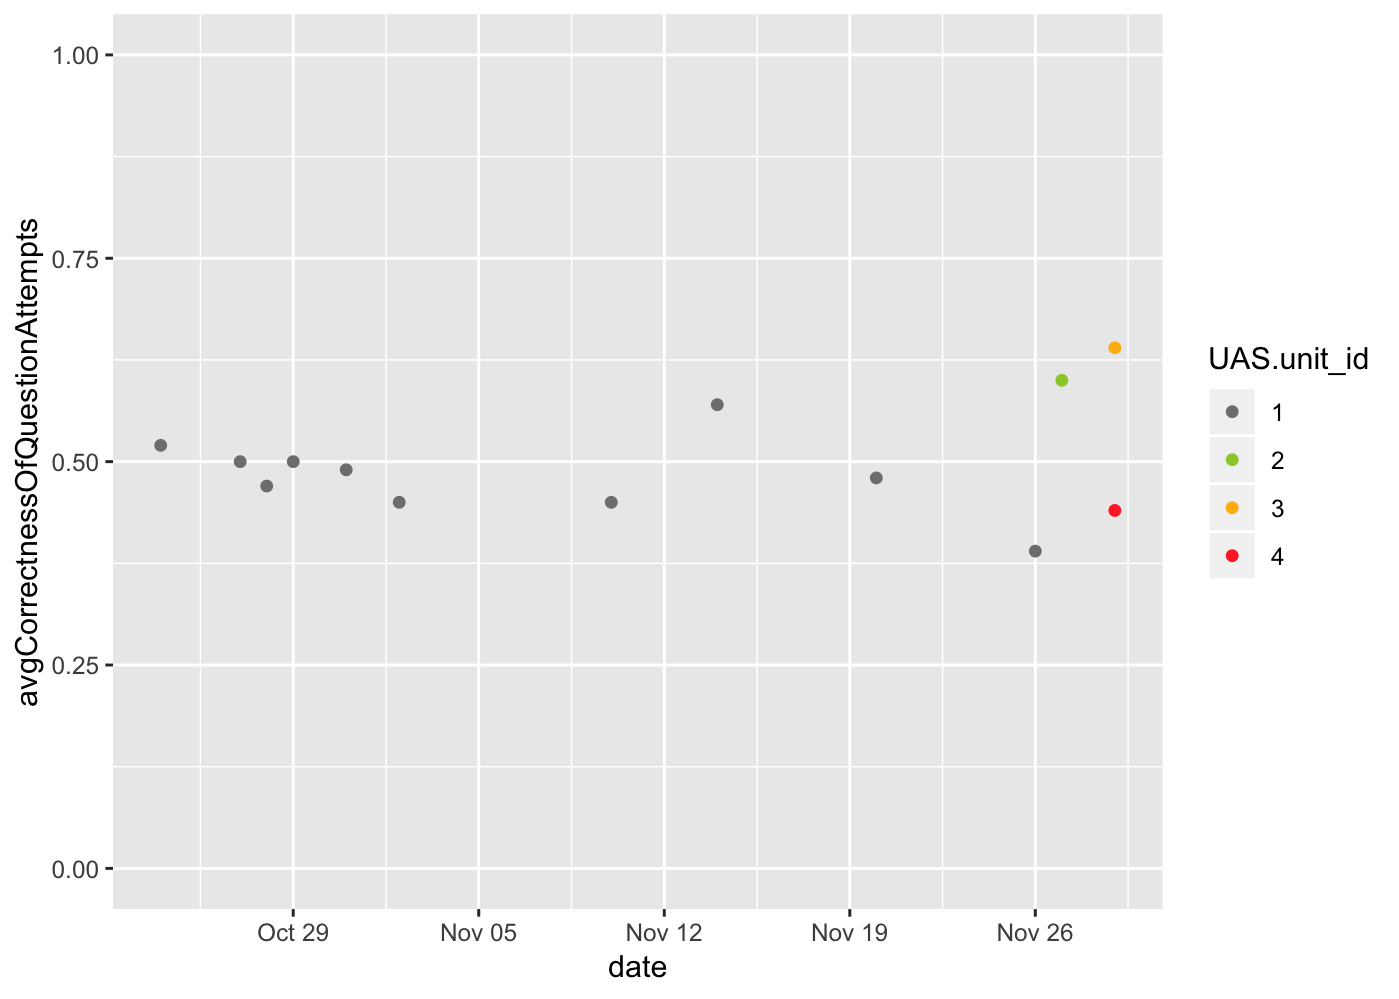 1.00
0.75
0.50
0.25
0.00
avgCorrectnessOfQuestionAttempts
Oct 29
Nov 05
Nov 12
Nov 19
Nov 26
date
UAS.unit_id
1
2
3
4